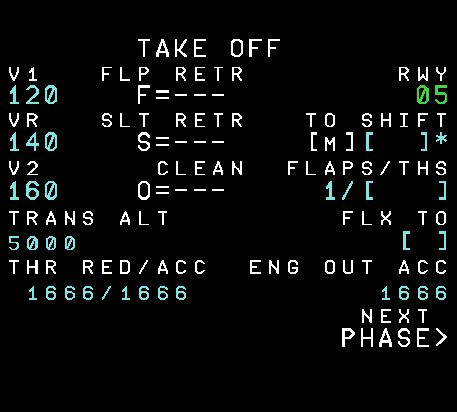 TAKE OFF
V1 FLP RETR RWY
120 F=--- 05
VR SLT RETR TO SHIFT
140 S=--- [M][ ]*
V2 CLEAN FLAPS/THS
160 O=--- 1/[ ]
TRANS ALT FLX TO
5000 [ ]
THR RED/ACC ENG OUT ACC
1666/1666 1666
NEXT
PHASE>